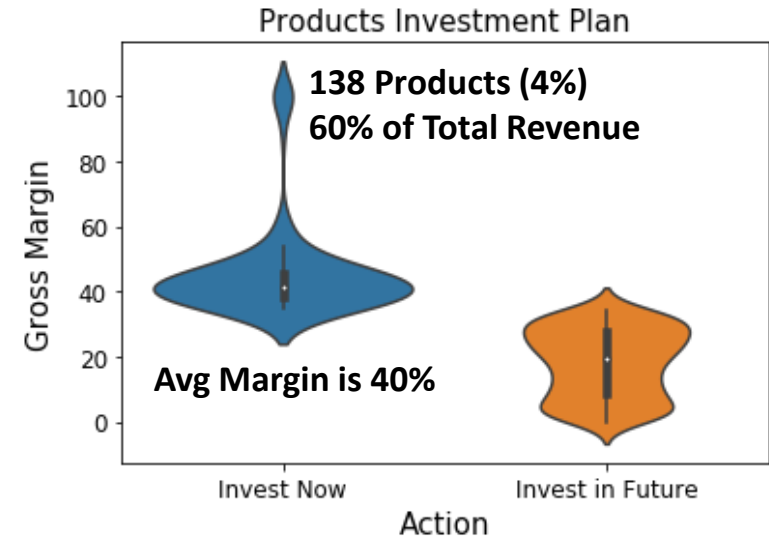 Products Investment Plan
138 Products (4%)
60% of Total Revenue
Gross Margin
100
80
60
40
20
0
Avg Margin is 40%
Invest Now
Invest in Future
Action